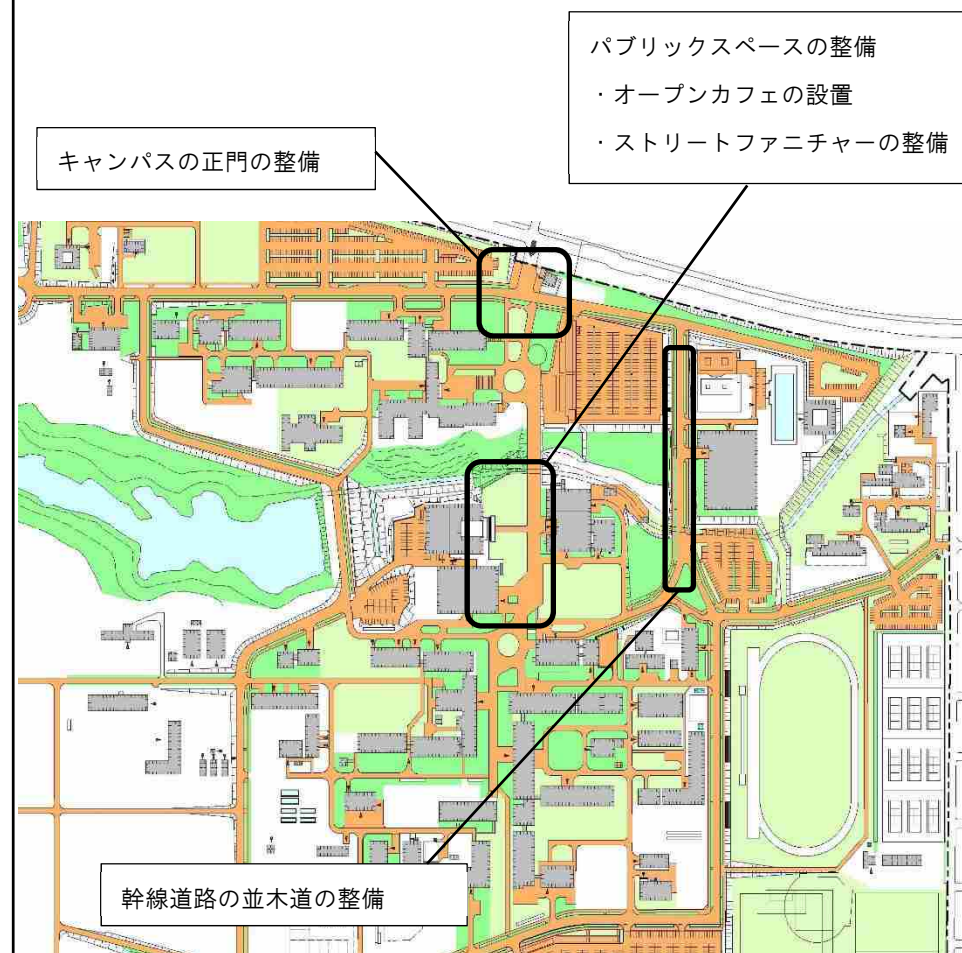 パブリックスペースの整備
・オープンカフェの設置
・ストリートファニチャーの整備
キャンパスの正門の整備
幹線道路の並木道の整備